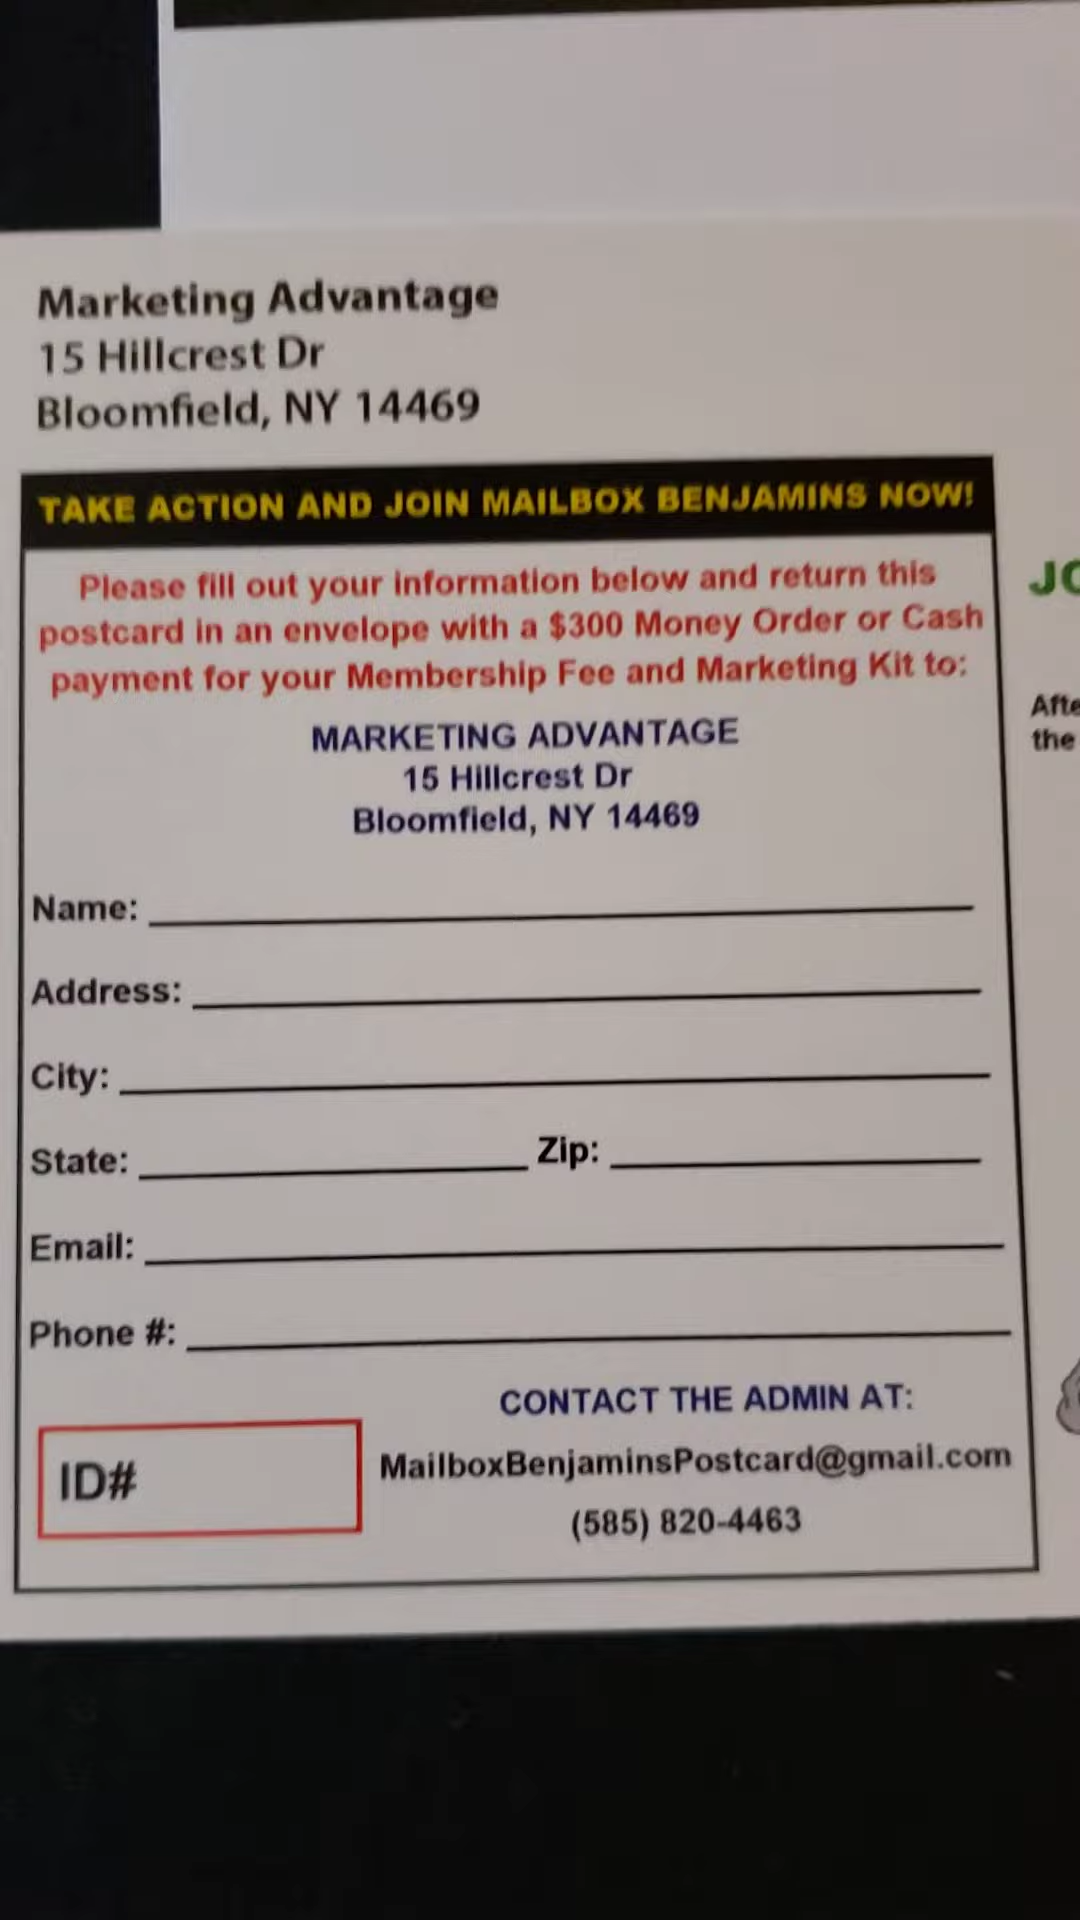 Marketing Advantage
15 Hillcrest Dr
Bloomfield, NY 14469
TAKE ACTION AND JOIN MAILBOX BENJAMINS NOW!
Please fill out your information below and return this
postcard in an envelope with a $300 Money Order or Cash
payment for your Membership Fee and Marketing Kit to:
MARKETING ADVANTAGE
15 Hillcrest Dr
Bloomfield, NY 14469
Name:
Address:
City:
State: Zip:
Email:
Phone #:
CONTACT THE ADMIN AT:
ID#
MailboxBenjaminsPostcard@gmail.com
(585) 820-4463
the